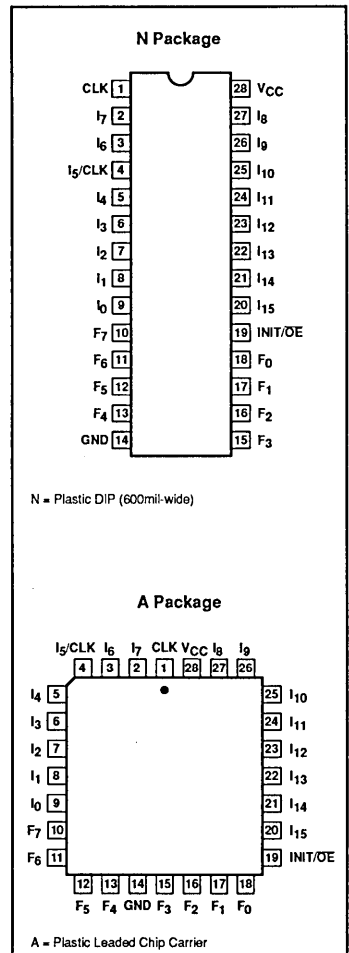 N Package
CLK 1 28 VCC
I7 2 27 I8
I6 3 26 I9
I5/CLK 4 25 I10
I4 5 24 I11
I3 6 23 I12
I2 7 22 I13
I1 8 21 I14
I0 9 20 I15
F7 10 19 INIT/O̅E̅
F6 11 18 F0
F5 12 17 F1
F4 13 16 F2
GND 14 15 F3
N = Plastic DIP (600mil-wide)
A Package
I5/CLK I6 I7 CLK VCC I8 I9
4 3 2 1 28 27 26
I4 5 25 I10
I3 6 24 I11
I2 7 23 I12
I1 8 22 I13
I0 9 21 I14
F7 10 20 I15
F6 11 19 INIT/O̅E̅
12 13 14 15 16 17 18
F5 F4 GND F3 F2 F1 F0
A = Plastic Leaded Chip Carrier